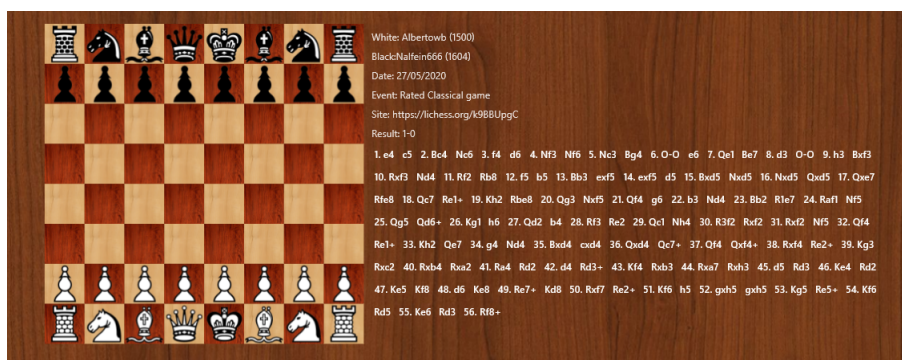 White: Albertowb (1500)
Black:Nalfein666 (1604)
Date: 27/05/2020
Event: Rated Classical game
Site: https://lichess.org/k9BBUpgC
Result: 1-0
1. e4 c5 2. Bc4 Nc6 3. f4 d6 4. Nf3 Nf6 5. Nc3 Bg4 6. O-O e6 7. Qe1 Be7 8. d3 O-O 9. h3 Bxf3
10. Rxf3 Nd4 11. Rf2 Rb8 12. f5 b5 13. Bb3 exf5 14. exf5 d5 15. Bxd5 Nxd5 16. Nxd5 Qxd5 17. Qxe7
Rfe8 18. Qc7 Re1+ 19. Kh2 Rbe8 20. Qg3 Nxf5 21. Qf4 g6 22. b3 Nd4 23. Bb2 R1e7 24. Raf1 Nf5
25. Qg5 Qd6+ 26. Kg1 h6 27. Qd2 b4 28. Rf3 Re2 29. Qc1 Nh4 30. R3f2 Rxf2 31. Rxf2 Nf5 32. Qf4
Re1+ 33. Kh2 Qe7 34. g4 Nd4 35. Bxd4 cxd4 36. Qxd4 Qc7+ 37. Qf4 Qxf4+ 38. Rxf4 Re2+ 39. Kg3
Rxc2 40. Rxb4 Rxa2 41. Ra4 Rd2 42. d4 Rd3+ 43. Kf4 Rxb3 44. Rxa7 Rxh3 45. d5 Rd3 46. Ke4 Rd2
47. Ke5 Kf8 48. d6 Ke8 49. Re7+ Kd8 50. Rxf7 Re2+ 51. Kf6 h5 52. gxh5 gxh5 53. Kg5 Re5+ 54. Kf6
Rd5 55. Ke6 Rd3 56. Rf8+